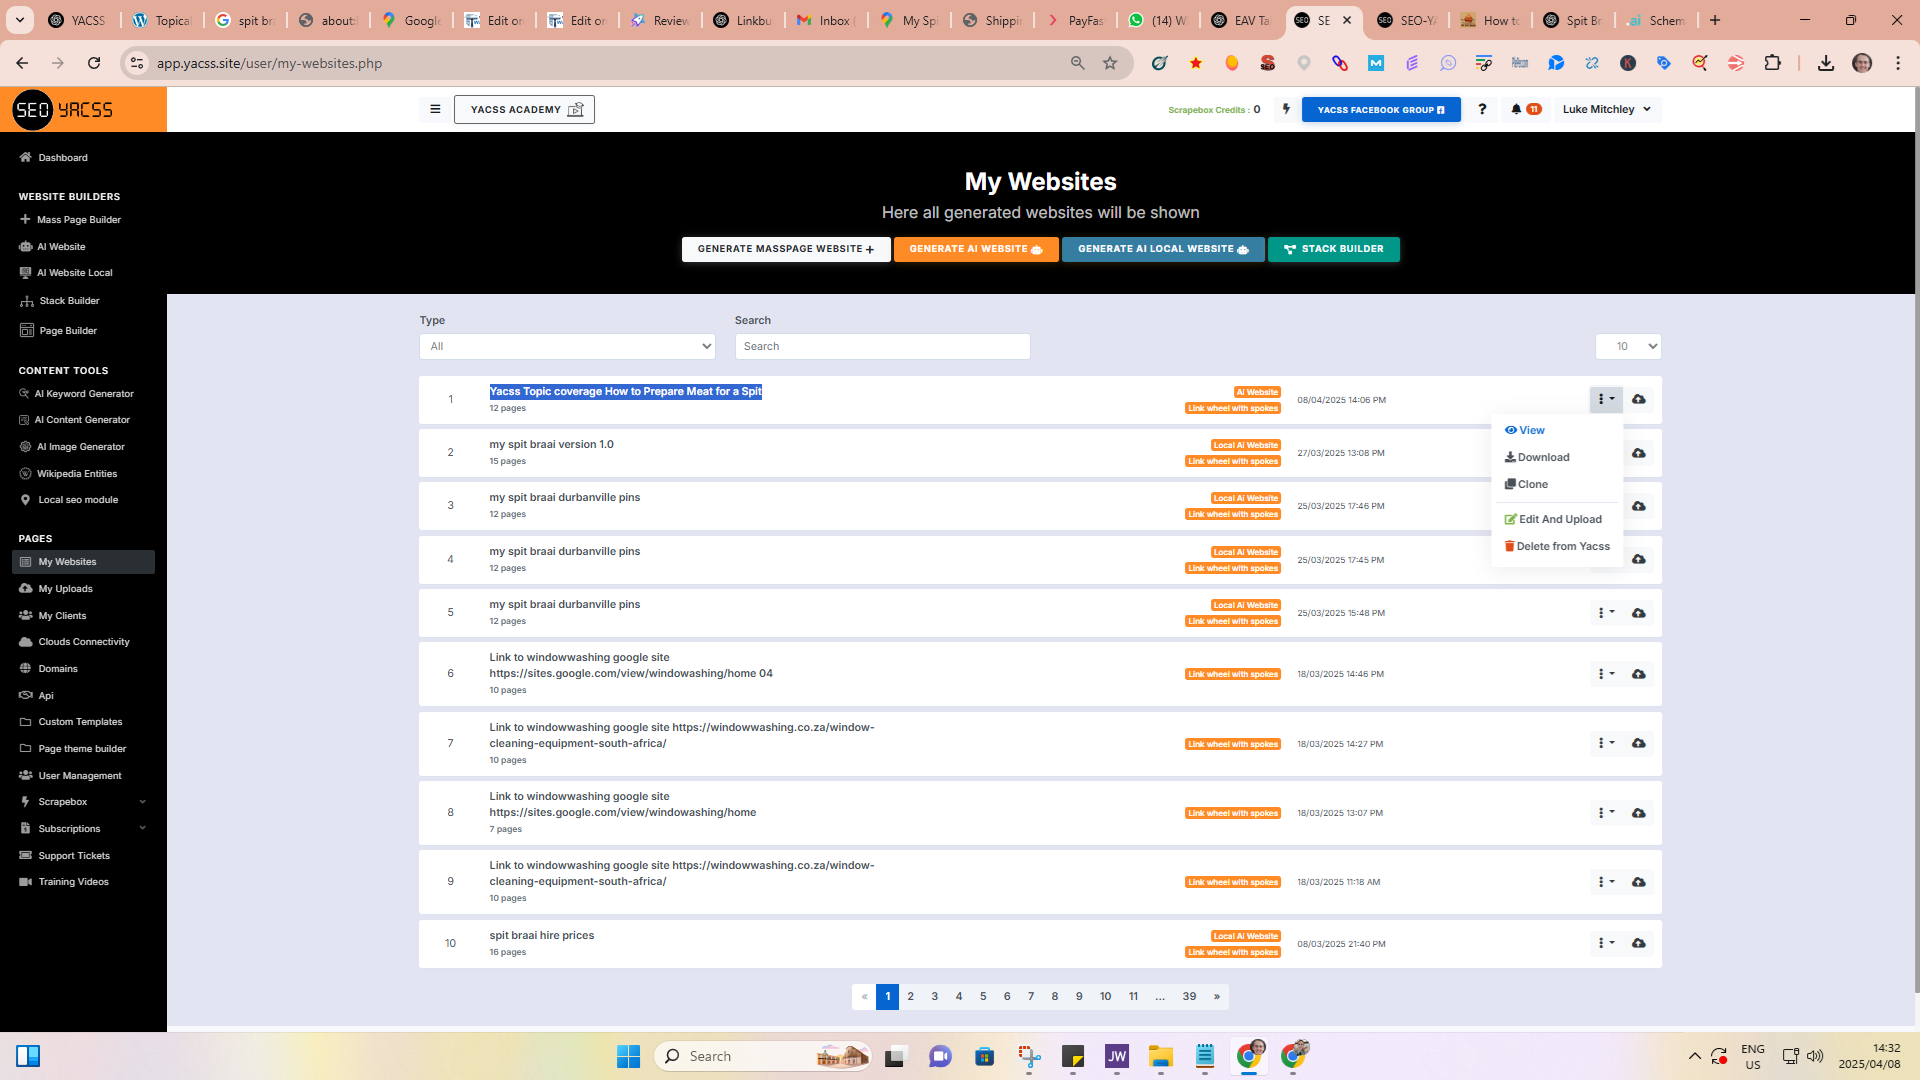 YACSS
Topical
spit br
about:
Google
Edit or
Edit or
Review
Linkbu
Inbox (
My Spi
Shippin
PayFas
(14) W
EAV Ta
SE
SEO-YA
How to
Spit Br
Schem
app.yacss.site/user/my-websites.php
SEO YACSS
YACSS ACADEMY
Scrapebox Credits : 0
YACSS FACEBOOK GROUP
?
11
Luke Mitchley
Dashboard
WEBSITE BUILDERS
Mass Page Builder
AI Website
AI Website Local
Stack Builder
Page Builder
CONTENT TOOLS
AI Keyword Generator
AI Content Generator
AI Image Generator
Wikipedia Entities
Local seo module
PAGES
My Websites
My Uploads
My Clients
Clouds Connectivity
Domains
Api
Custom Templates
Page theme builder
User Management
Scrapebox
Subscriptions
Support Tickets
Training Videos
My Websites
Here all generated websites will be shown
GENERATE MASSPAGE WEBSITE +
GENERATE AI WEBSITE
GENERATE AI LOCAL WEBSITE
STACK BUILDER
Type
Search
All
Search
10
1
Yacss Topic coverage How to Prepare Meat for a Spit
12 pages
AI Website
Link wheel with spokes
08/04/2025 14:06 PM
View
Download
Clone
Edit And Upload
Delete from Yacss
2
my spit braai version 1.0
15 pages
Local AI Website
Link wheel with spokes
27/03/2025 13:08 PM
3
my spit braai durbanville pins
12 pages
Local AI Website
Link wheel with spokes
25/03/2025 17:46 PM
4
my spit braai durbanville pins
12 pages
Local AI Website
Link wheel with spokes
25/03/2025 17:45 PM
5
my spit braai durbanville pins
12 pages
Local AI Website
Link wheel with spokes
25/03/2025 15:48 PM
6
Link to windowwashing google site
https://sites.google.com/view/windowashing/home 04
10 pages
Link wheel with spokes
18/03/2025 14:46 PM
7
Link to windowwashing google site https://windowwashing.co.za/window-
cleaning-equipment-south-africa/
10 pages
Link wheel with spokes
18/03/2025 14:27 PM
8
Link to windowwashing google site
https://sites.google.com/view/windowashing/home
7 pages
Link wheel with spokes
18/03/2025 13:07 PM
9
Link to windowwashing google site https://windowwashing.co.za/window-
cleaning-equipment-south-africa/
10 pages
Link wheel with spokes
18/03/2025 11:18 AM
10
spit braai hire prices
16 pages
Local AI Website
Link wheel with spokes
08/03/2025 21:40 PM
« 1 2 3 4 5 6 7 8 9 10 11 ... 39 »
Search
JW
ENG
US
14:32
2025/04/08